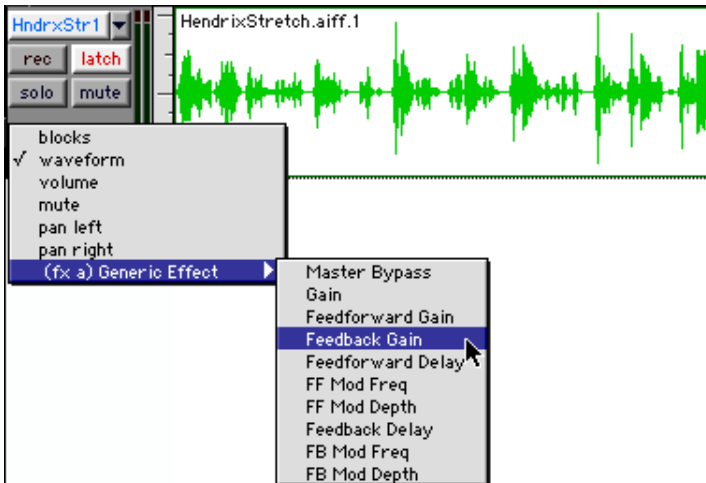 HndrxStr1
HendrixStretch.aiff.1
rec latch
solo mute
blocks
√ waveform
volume
mute
pan left
pan right
(fx a) Generic Effect
Master Bypass
Gain
Feedforward Gain
Feedback Gain
Feedforward Delay
FF Mod Freq
FF Mod Depth
Feedback Delay
FB Mod Freq
FB Mod Depth